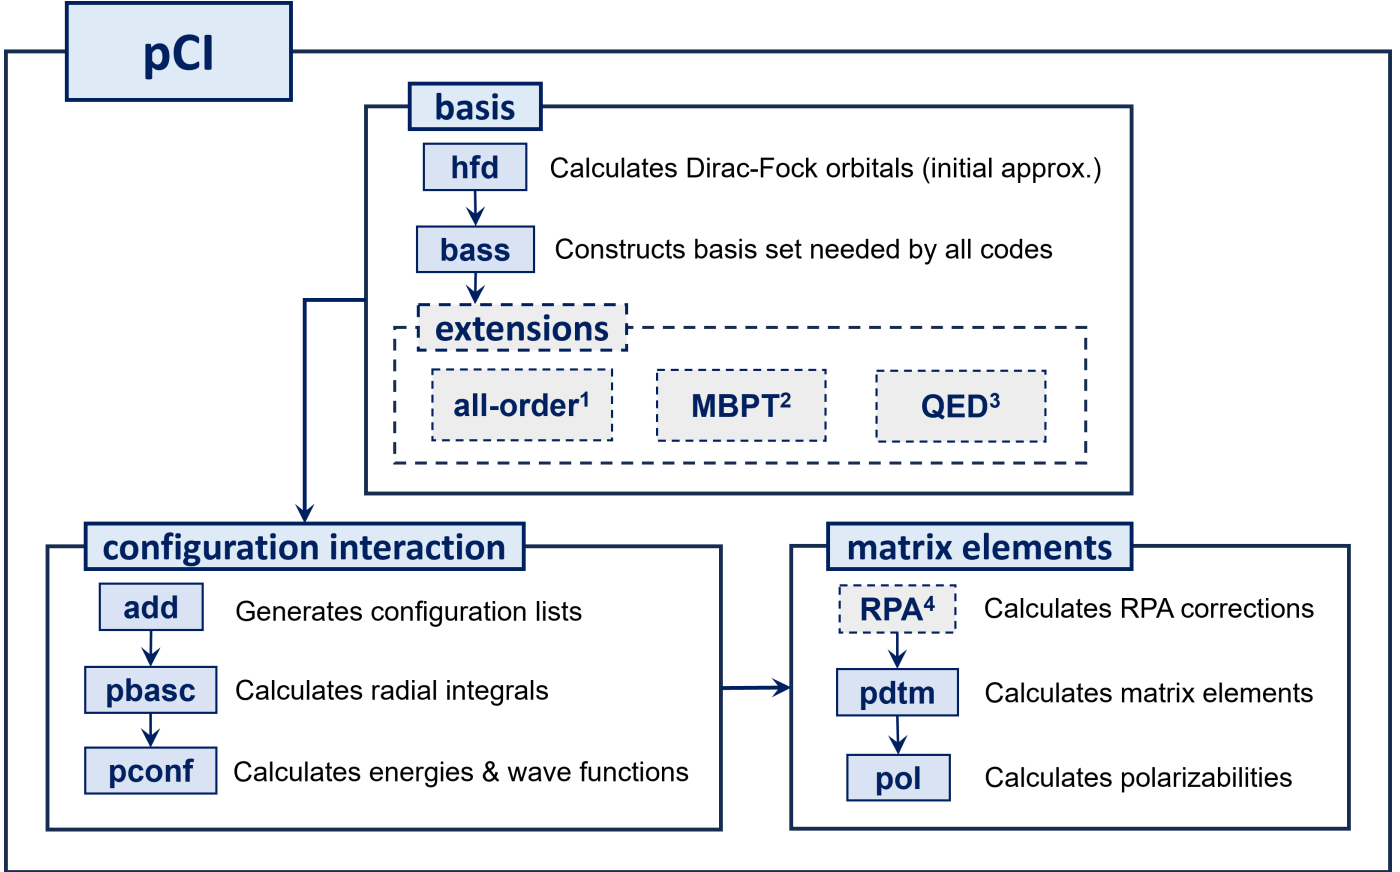 pCI
basis
hfd
Calculates Dirac-Fock orbitals (initial approx.)
bass
Constructs basis set needed by all codes
extensions
all-order¹
MBPT²
QED³
configuration interaction
add
Generates configuration lists
pbasc
Calculates radial integrals
pconf
Calculates energies & wave functions
matrix elements
RPA⁴
Calculates RPA corrections
pdtm
Calculates matrix elements
pol
Calculates polarizabilities